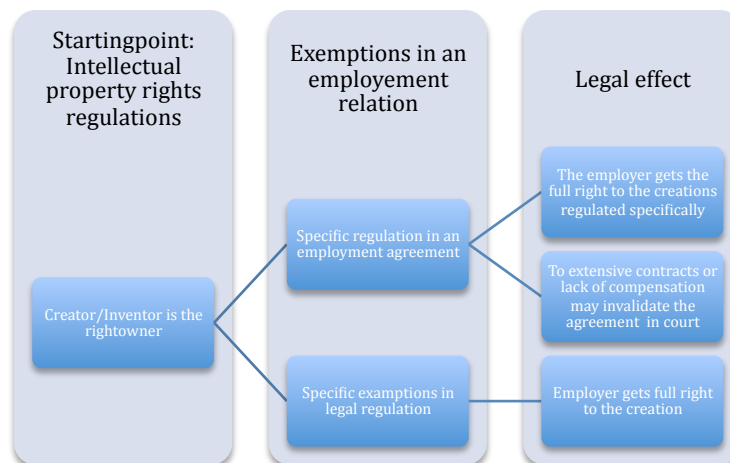 Startingpoint:
Intellectual
property rights
regulations
Exemptions in an
employement
relation
Legal effect
Creator/Inventor is the
rightowner
Specific regulation in an
employment agreement
Specific examptions in
legal regulation
The employer gets the
full right to the creations
regulated specifically
To extensive contracts or
lack of compensation
may invalidate the
agreement in court
Employer gets full right
to the creation